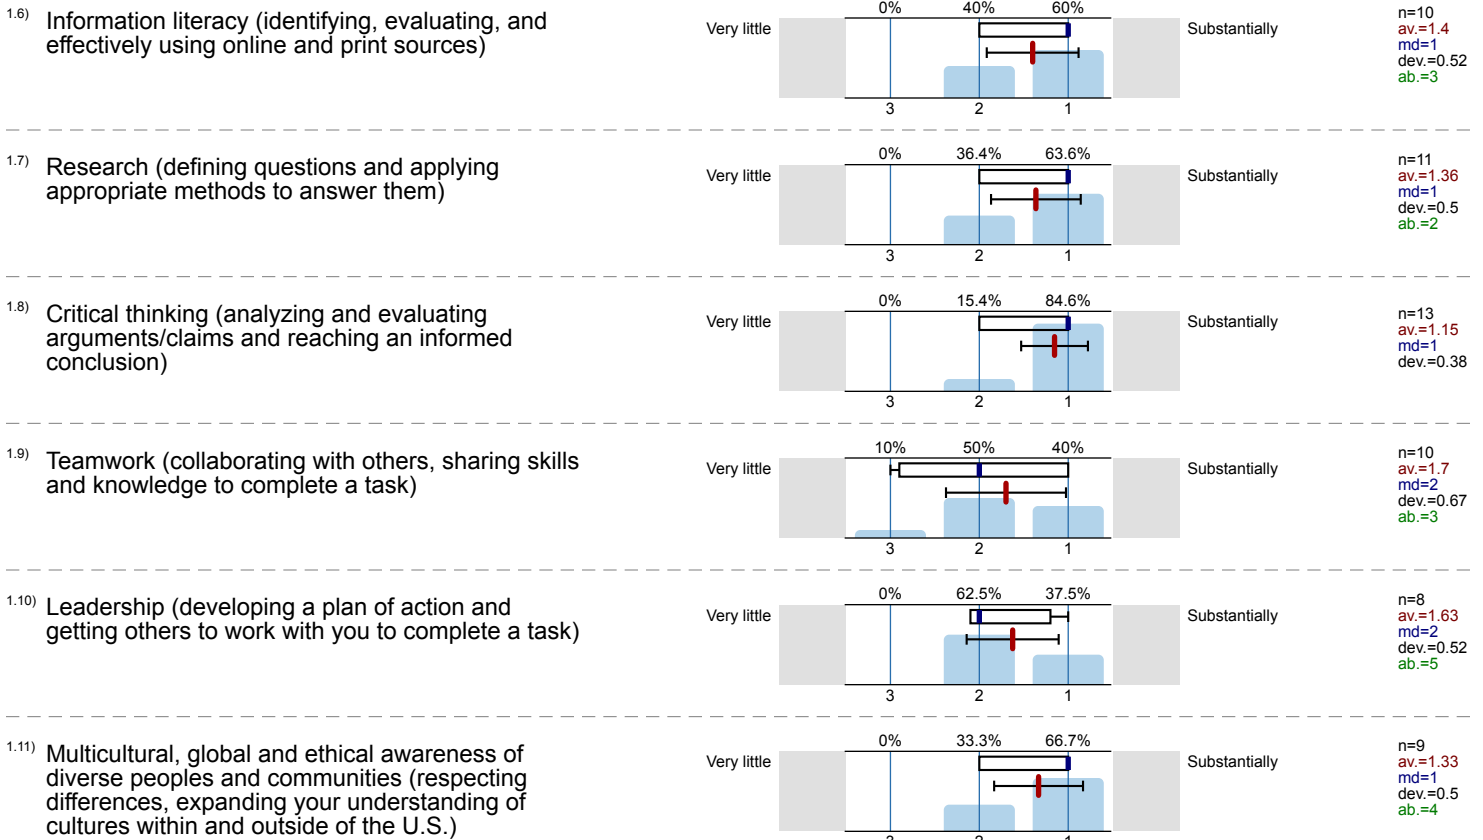 1.6) Information literacy (identifying, evaluating, and
effectively using online and print sources)
0% 40% 60%
Very little Substantially
3 2 1
n=10
av.=1.4
md=1
dev.=0.52
ab.=3
1.7) Research (defining questions and applying
appropriate methods to answer them)
0% 36.4% 63.6%
Very little Substantially
3 2 1
n=11
av.=1.36
md=1
dev.=0.5
ab.=2
1.8) Critical thinking (analyzing and evaluating
arguments/claims and reaching an informed
conclusion)
0% 15.4% 84.6%
Very little Substantially
3 2 1
n=13
av.=1.15
md=1
dev.=0.38
1.9) Teamwork (collaborating with others, sharing skills
and knowledge to complete a task)
10% 50% 40%
Very little Substantially
3 2 1
n=10
av.=1.7
md=2
dev.=0.67
ab.=3
1.10) Leadership (developing a plan of action and
getting others to work with you to complete a task)
0% 62.5% 37.5%
Very little Substantially
3 2 1
n=8
av.=1.63
md=2
dev.=0.52
ab.=5
1.11) Multicultural, global and ethical awareness of
diverse peoples and communities (respecting
differences, expanding your understanding of
cultures within and outside of the U.S.)
0% 33.3% 66.7%
Very little Substantially
n=9
av.=1.33
md=1
dev.=0.5
ab.=4